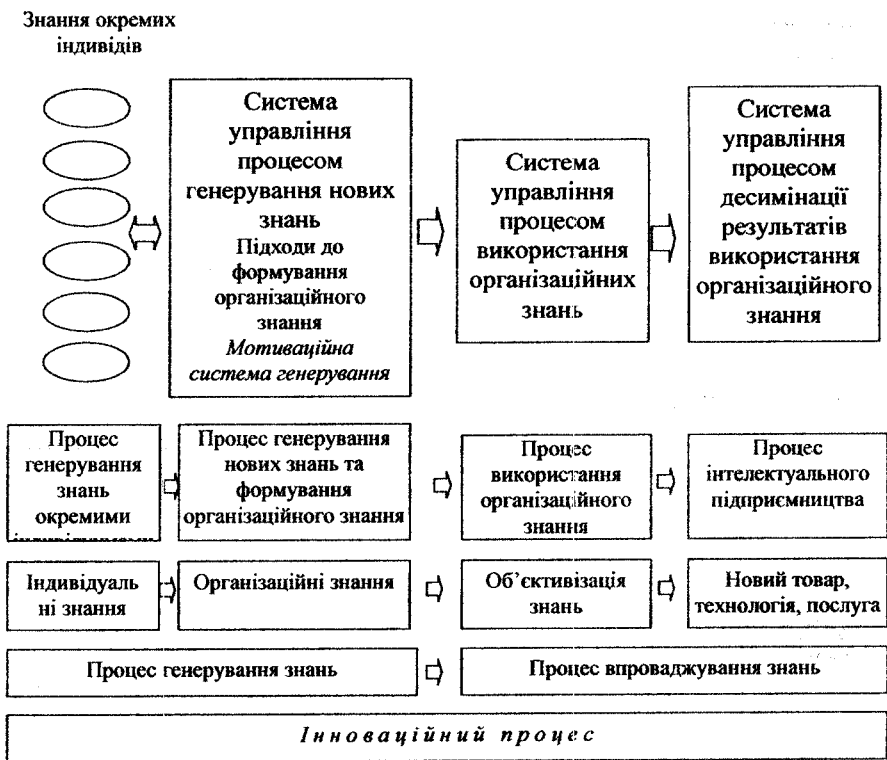 Знання окремих
індивідів
Система
управління
процесом
генерування нових
знань
Підходи до
формування
організаційного
знання
Мотиваційна
система генерування
Система
управління
процесом
використання
організаційних
знань
Система
управління
процесом
десимінації
результатів
використання
організаційного
знання
Процес
генерування
знань
окремими
Процес генерування
нових знань та
формування
організаційного знання
Процес
використання
організаційного
знання
Процес
інтелектуального
підприємництва
Індивідуаль
ні знання
Організаційні знання
Об’єктивізація
знань
Новий товар,
технологія, послуга
Процес генерування знань
Процес впроваджування знань
Інноваційний процес